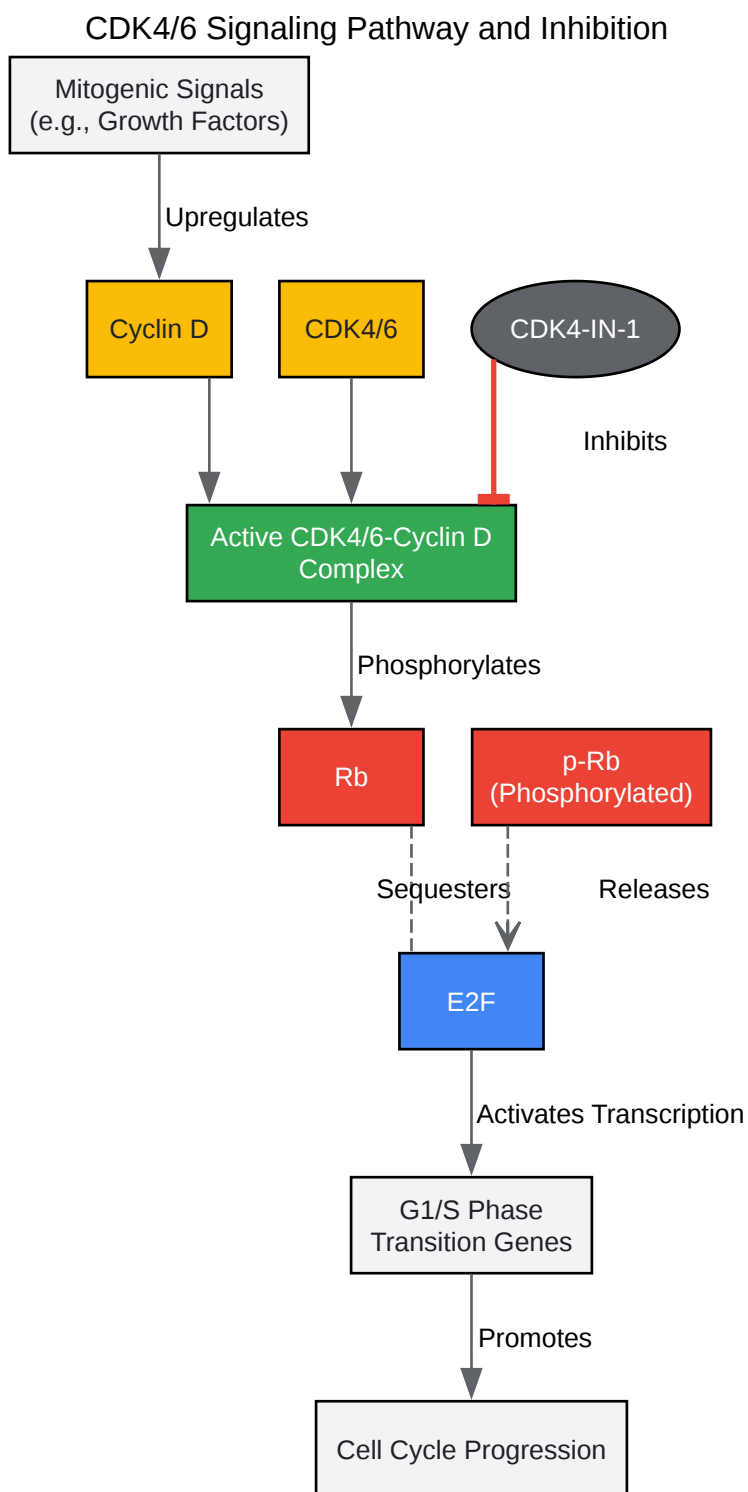 CDK4/6 Signaling Pathway and Inhibition
Mitogenic Signals
(e.g., Growth Factors)
Upregulates
Cyclin D
CDK4/6
CDK4-IN-1
Inhibits
Active CDK4/6-Cyclin D
Complex
Phosphorylates
Rb
p-Rb
(Phosphorylated)
Sequesters
Releases
E2F
Activates Transcription
G1/S Phase
Transition Genes
Promotes
Cell Cycle Progression